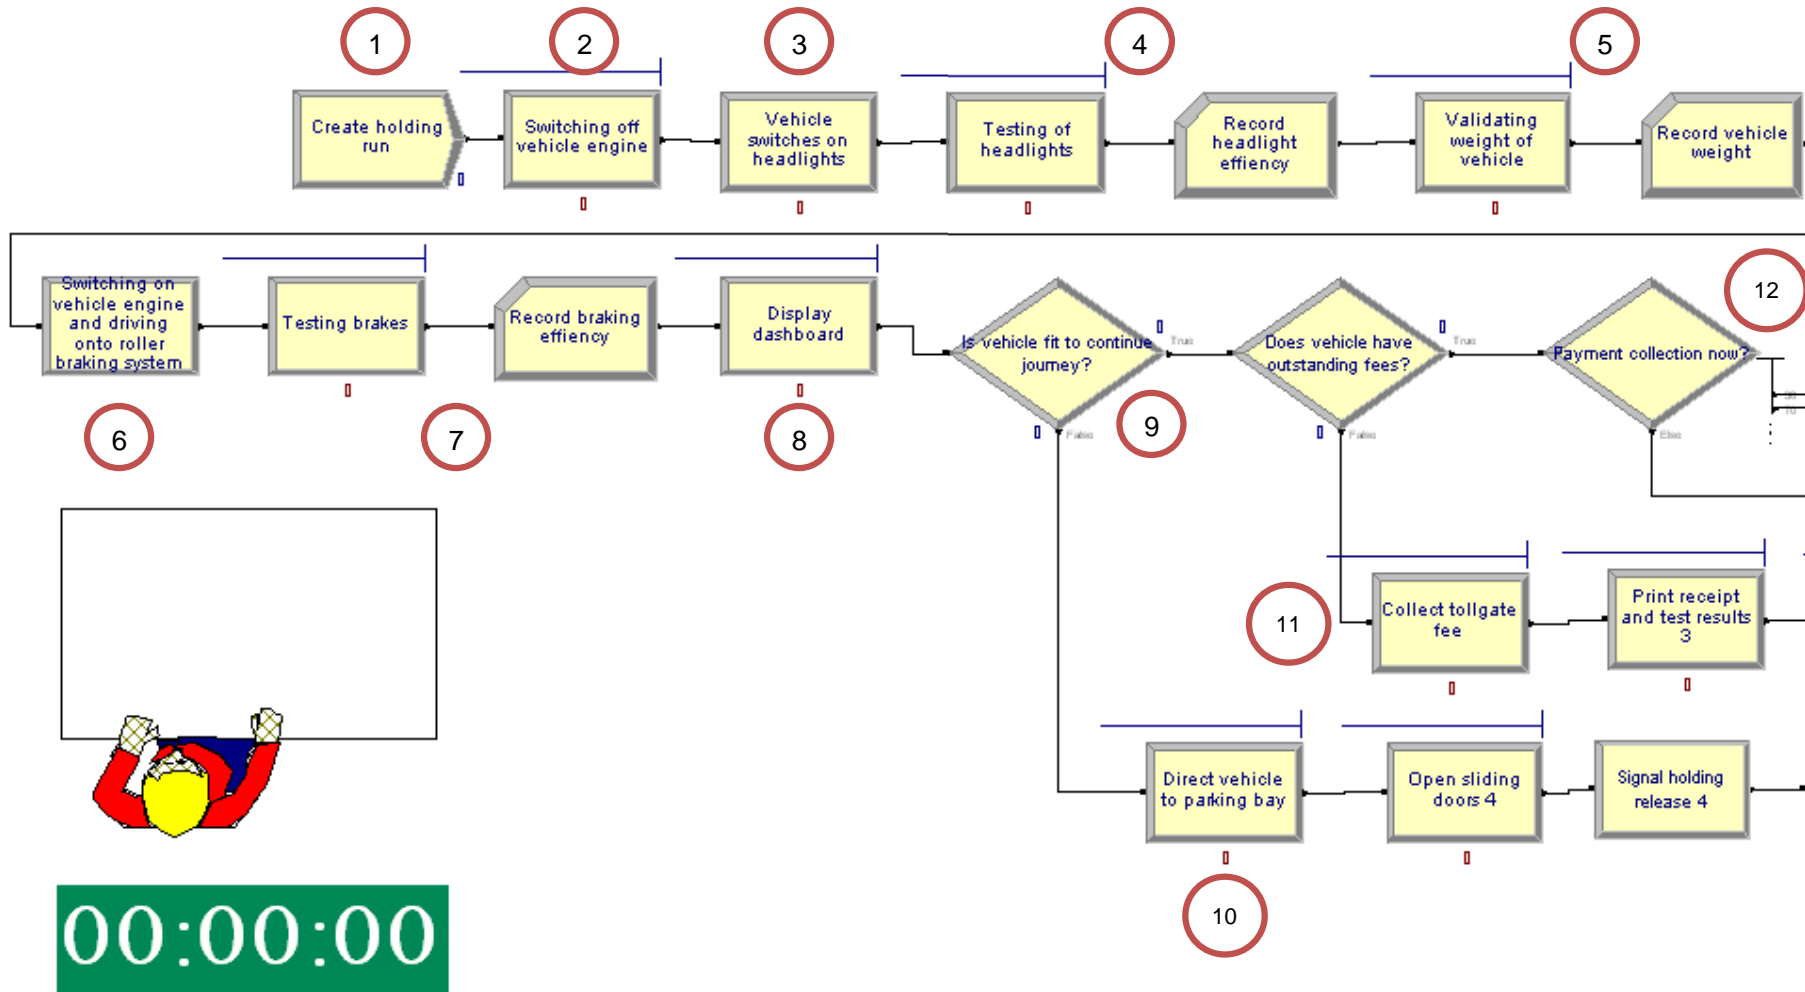 1
2
3
4
5
Create holding
run
Switching off
vehicle engine
Vehicle
switches on
headlights
Testing of
headlights
Record
headlight
effiency
Validating
weight of
vehicle
Record vehicle
weight
Switching on
vehicle engine
and driving
onto roller
braking system
Testing brakes
Record braking
effiency
Display
dashboard
Is vehicle fit to continue
journey?
True
False
Does vehicle have
outstanding fees?
True
False
Payment collection now?
Else
12
6
7
8
9
11
Collect tollgate
fee
Print receipt
and test results
3
Direct vehicle
to parking bay
Open sliding
doors 4
Signal holding
release 4
10
00:00:00